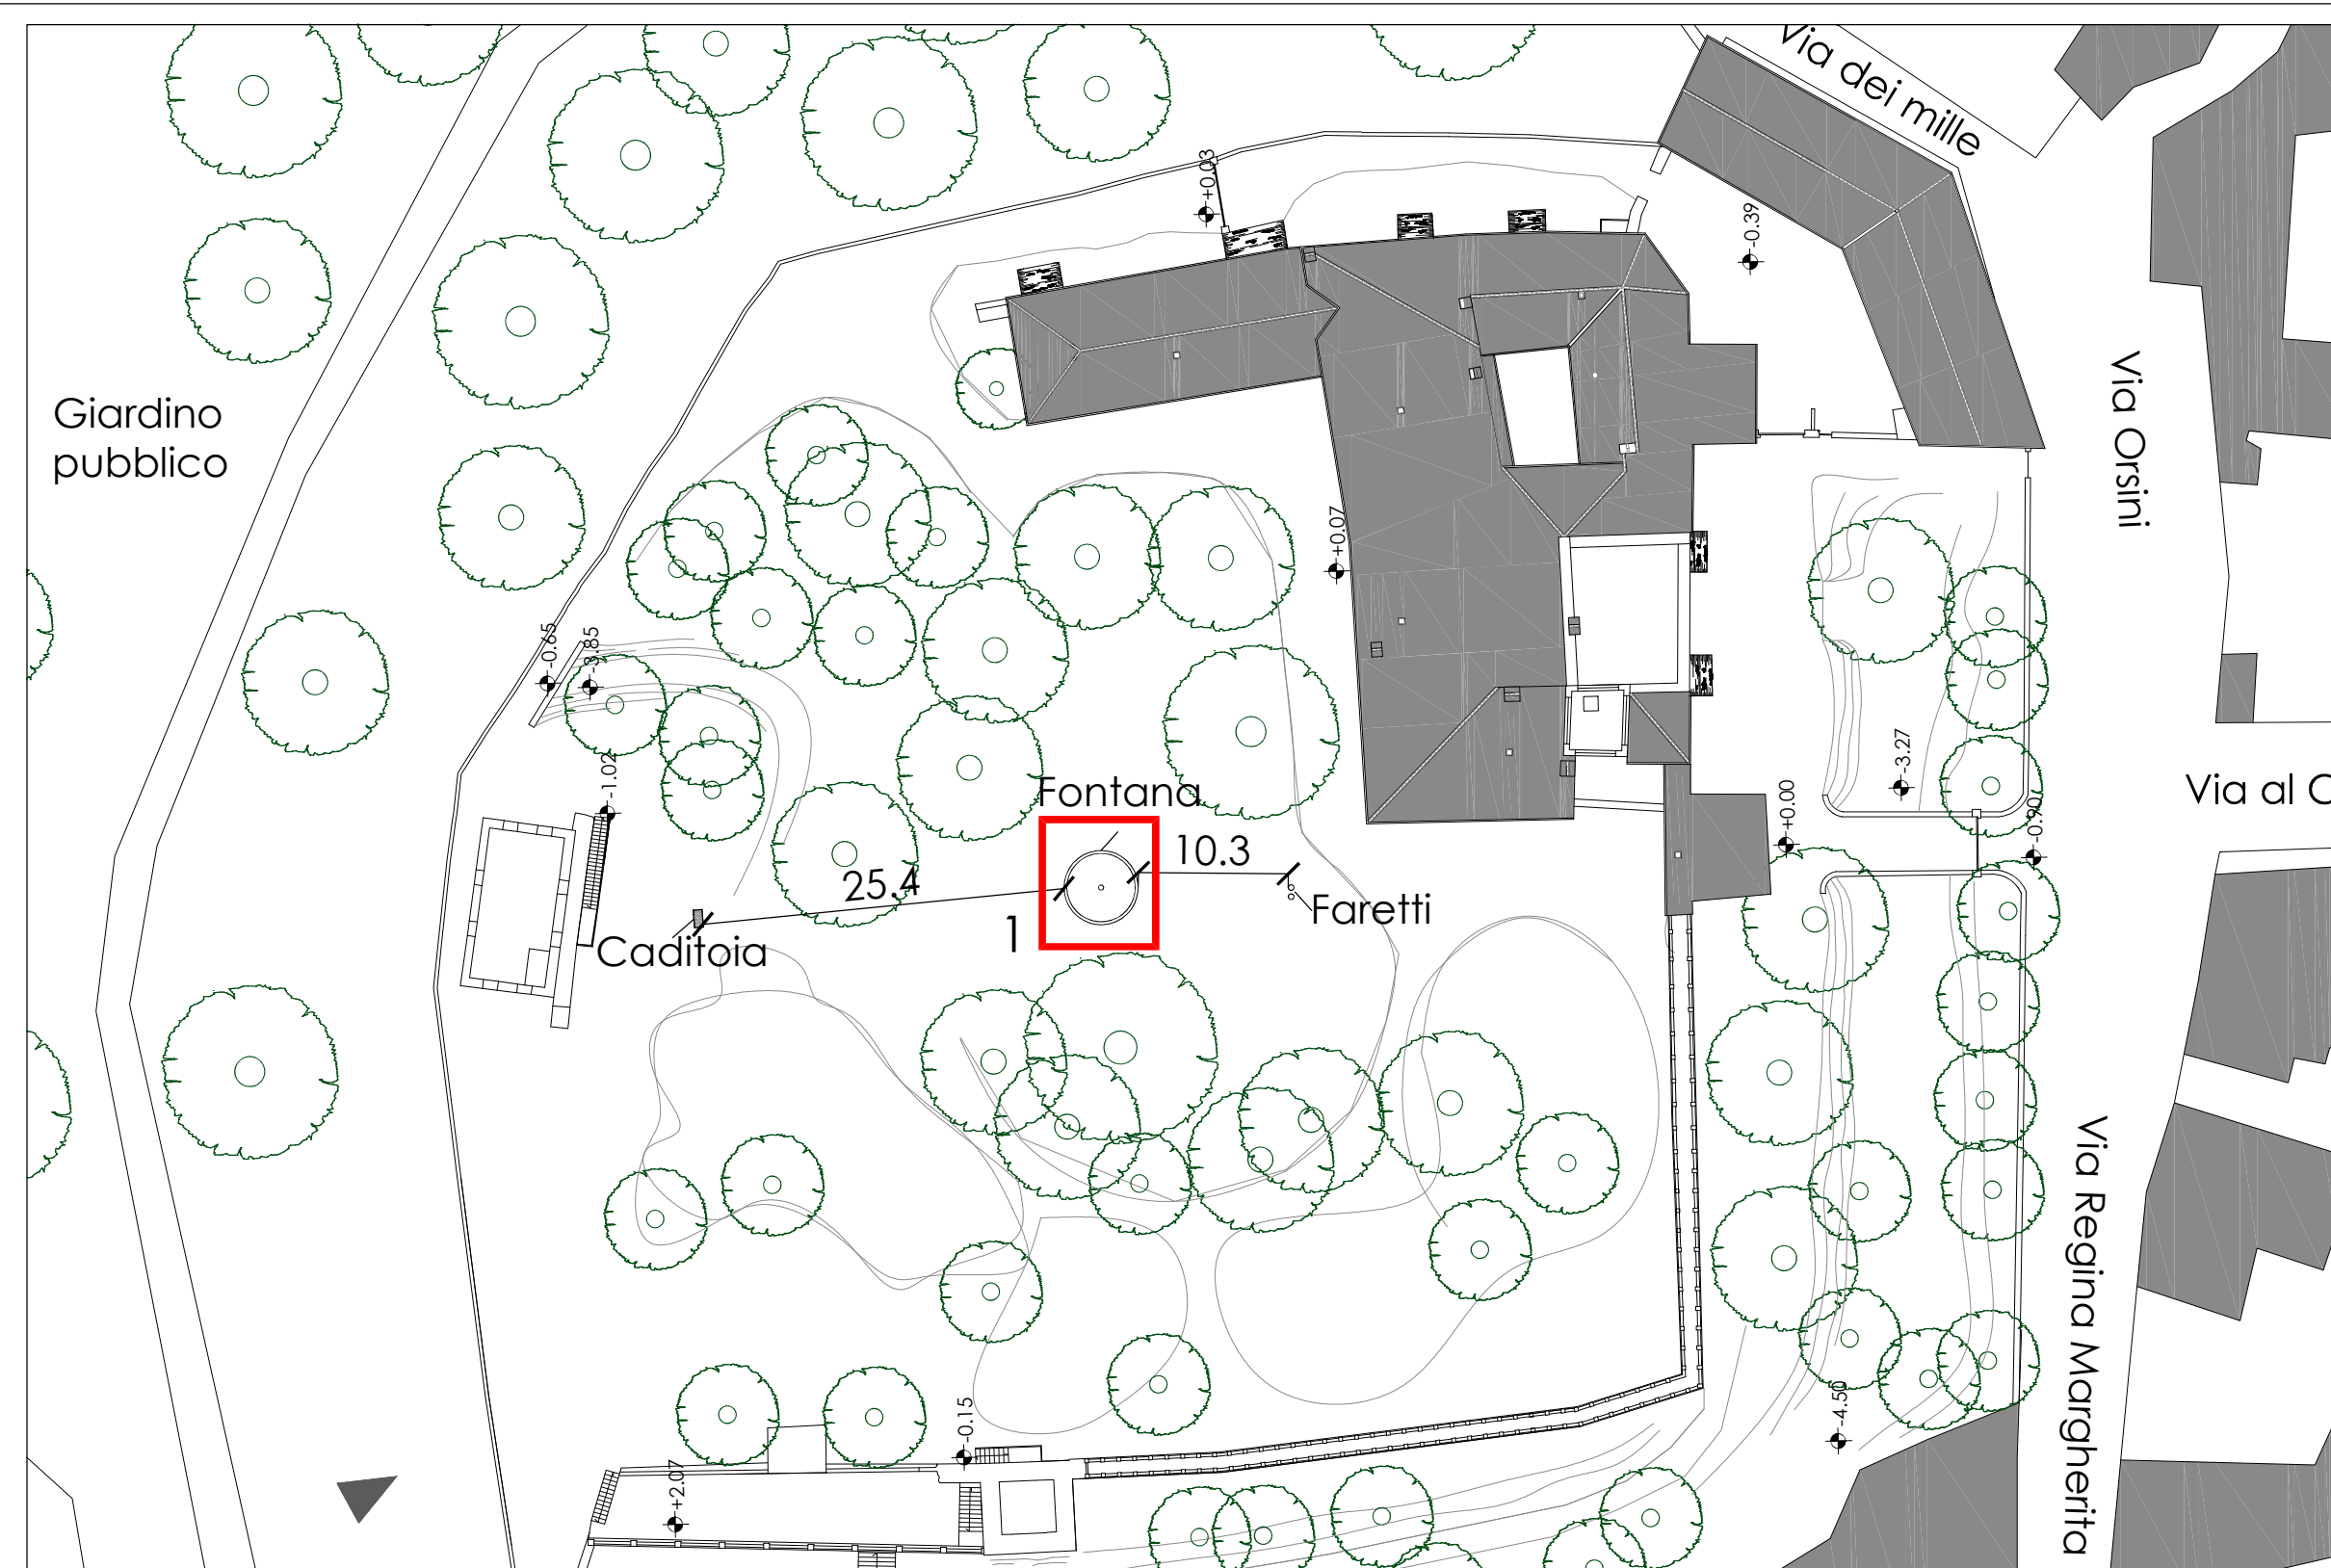 Via dei mille
+0.03
-0.39
Giardino
pubblico
Via Orsini
+0.07
-0.65
-3.85
-1.02
Fontana
10.3
25.4
Faretti
1
Caditoia
+0.00
-3.27
-0.90
Via al
Via Regina Margherita
-0.15
-4.50
+2.07